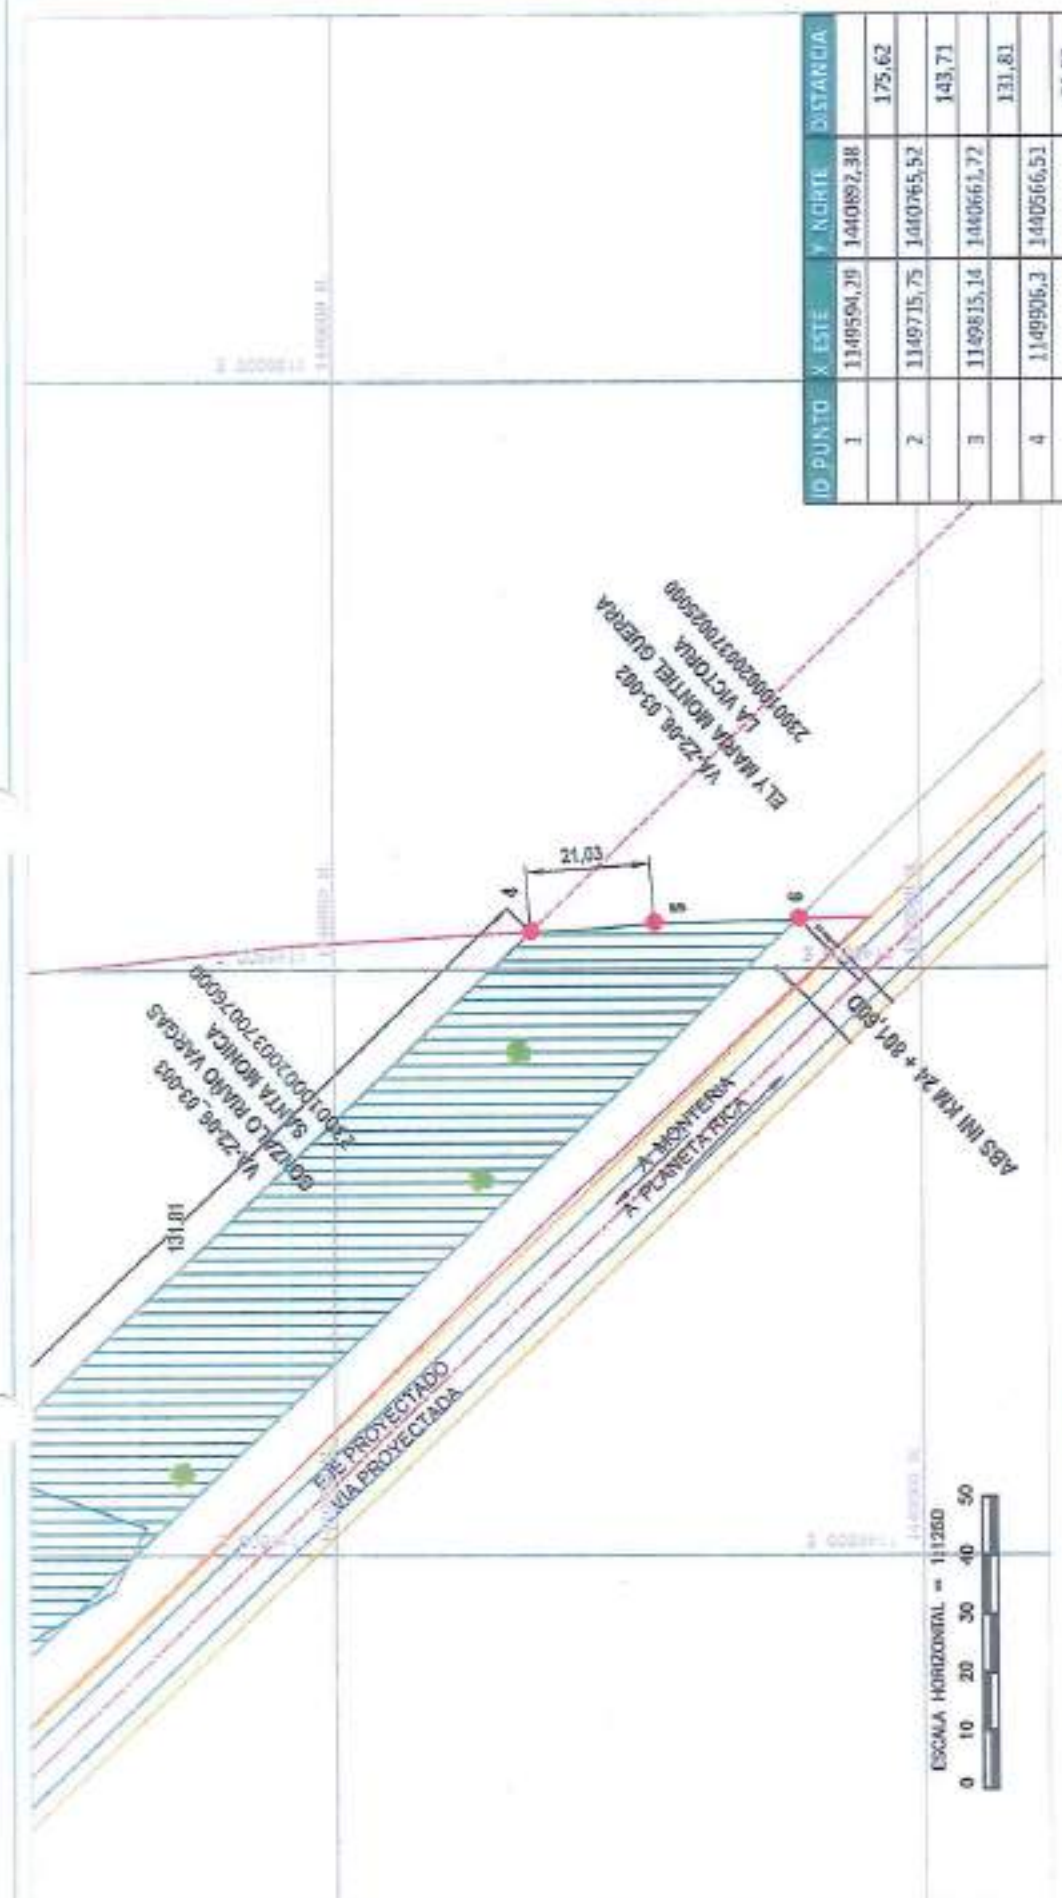 ID PUNTO X ESTE Y NORTE DISTANCIA
1 1149594,29 1440892,38
175,62
2 1149715,75 1440765,52
143,71
3 1149815,14 1440661,72
131,81
4 1149906,3 1440566,51
131,81
VA-Z2-06_03-003
GONZALO RIAÑO VARGAS
SANTA MONICA
230010002000370076000
4
21,03
5
6
VA-Z2-06_03-002
ELY MARIA MONTIEL GUERRA
LA VICTORIA
230010002000370025000
EJE PROYECTADO
VIA PROYECTADA
A MONTERIA
A PLANETA RICA
ABS INI KM 24 + 801,60D
ESCALA HORIZONTAL = 1:1250
0 10 20 30 40 50